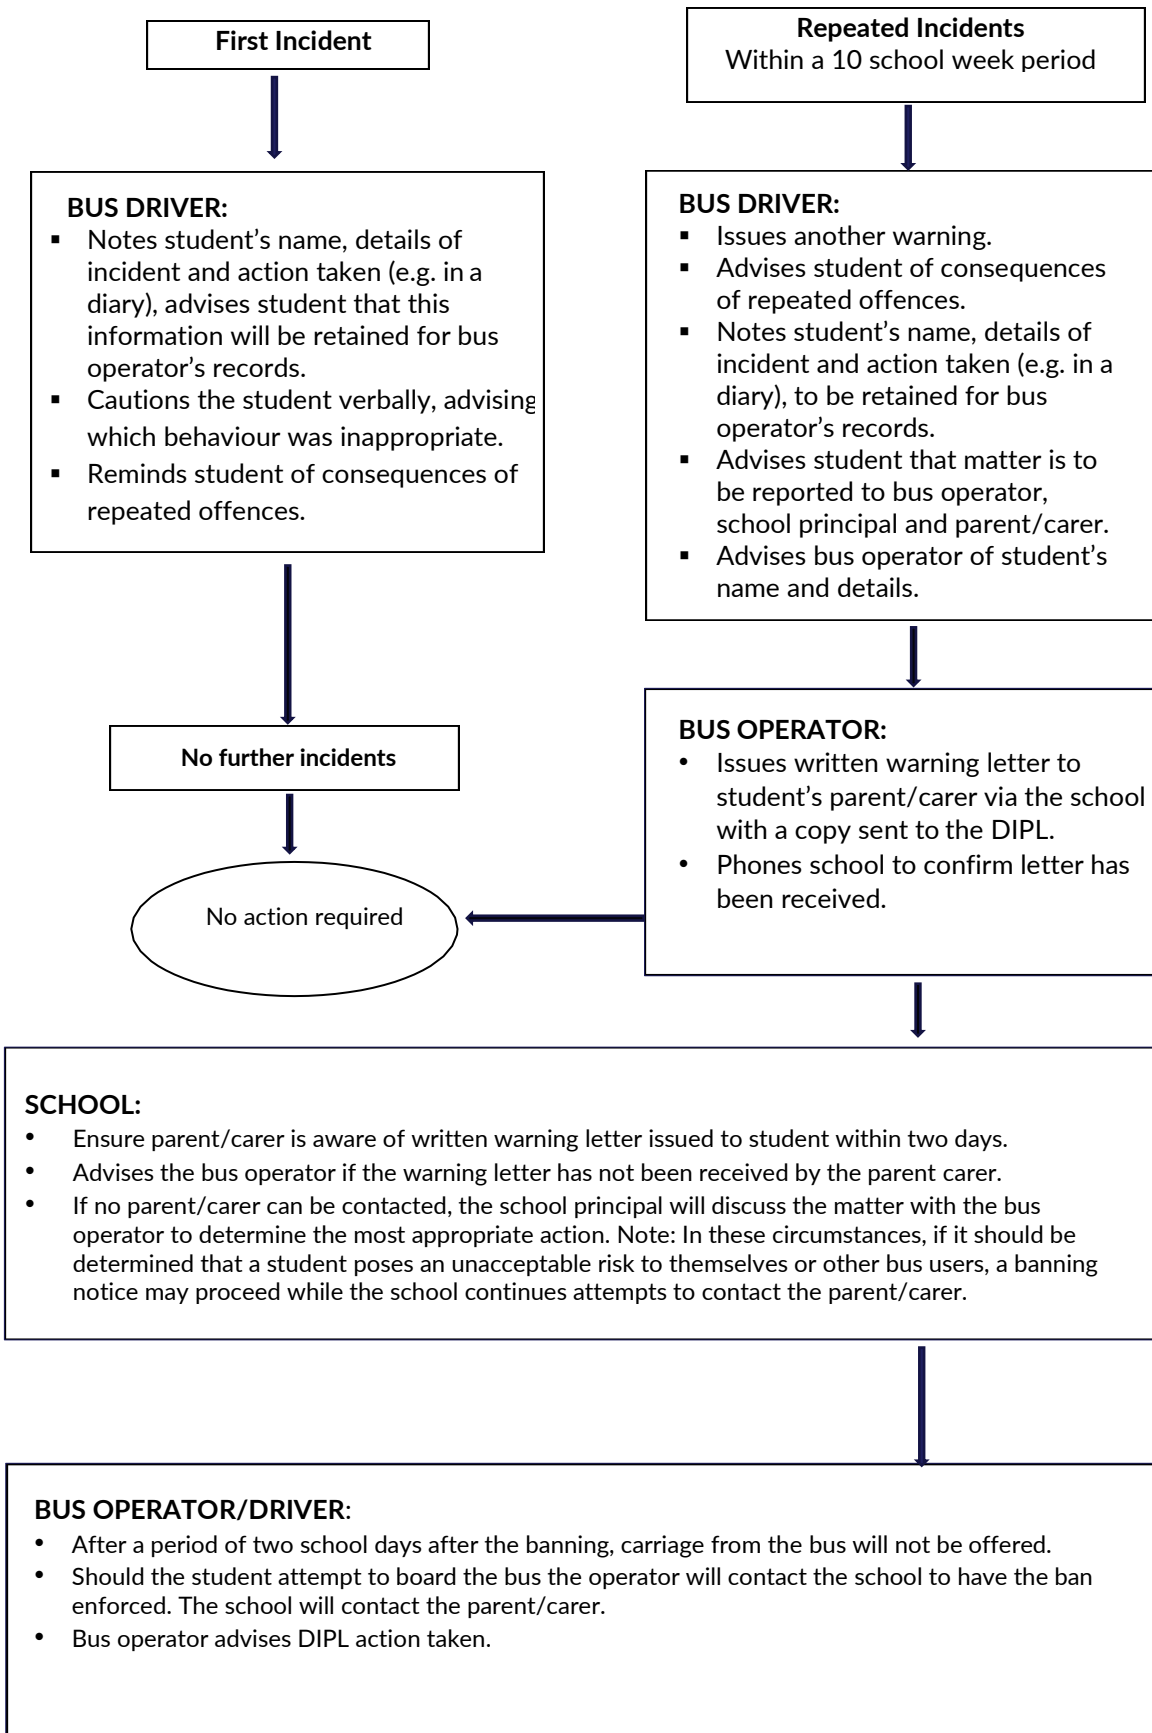 First Incident
BUS DRIVER:
▪ Notes student’s name, details of
incident and action taken (e.g. in a
diary), advises student that this
information will be retained for bus
operator’s records.
▪ Cautions the student verbally, advising
which behaviour was inappropriate.
▪ Reminds student of consequences of
repeated offences.
No further incidents
No action required
Repeated Incidents
Within a 10 school week period
BUS DRIVER:
▪ Issues another warning.
▪ Advises student of consequences
of repeated offences.
▪ Notes student’s name, details of
incident and action taken (e.g. in a
diary), to be retained for bus
operator’s records.
▪ Advises student that matter is to
be reported to bus operator,
school principal and parent/carer.
▪ Advises bus operator of student’s
name and details.
BUS OPERATOR:
• Issues written warning letter to
student’s parent/carer via the school
with a copy sent to the DIPL.
• Phones school to confirm letter has
been received.
SCHOOL:
• Ensure parent/carer is aware of written warning letter issued to student within two days.
• Advises the bus operator if the warning letter has not been received by the parent carer.
• If no parent/carer can be contacted, the school principal will discuss the matter with the bus
operator to determine the most appropriate action. Note: In these circumstances, if it should be
determined that a student poses an unacceptable risk to themselves or other bus users, a banning
notice may proceed while the school continues attempts to contact the parent/carer.
BUS OPERATOR/DRIVER:
• After a period of two school days after the banning, carriage from the bus will not be offered.
• Should the student attempt to board the bus the operator will contact the school to have the ban
enforced. The school will contact the parent/carer.
• Bus operator advises DIPL action taken.